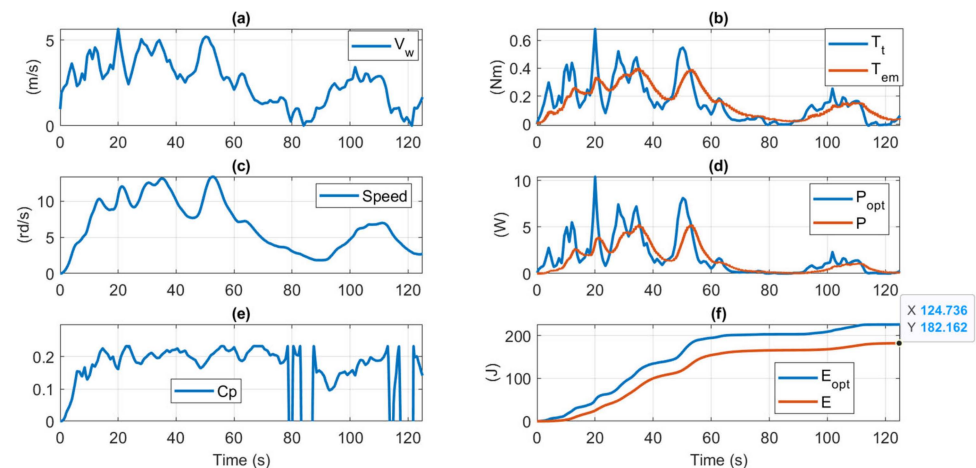 (a)
(m/s)
5
0
0 20 40 60 80 100 120
V_w
(b)
(Nm)
0.6
0.4
0.2
0
0 20 40 60 80 100 120
T_t
T_em
(c)
(rd/s)
10
5
0
0 20 40 60 80 100 120
Speed
(d)
(W)
10
5
0
0 20 40 60 80 100 120
P_opt
P
(e)
0.2
0.1
0
0 20 40 60 80 100 120
Cp
Time (s)
(f)
(J)
200
100
0
0 20 40 60 80 100 120
E_opt
E
Time (s)
X 124.736
Y 182.162